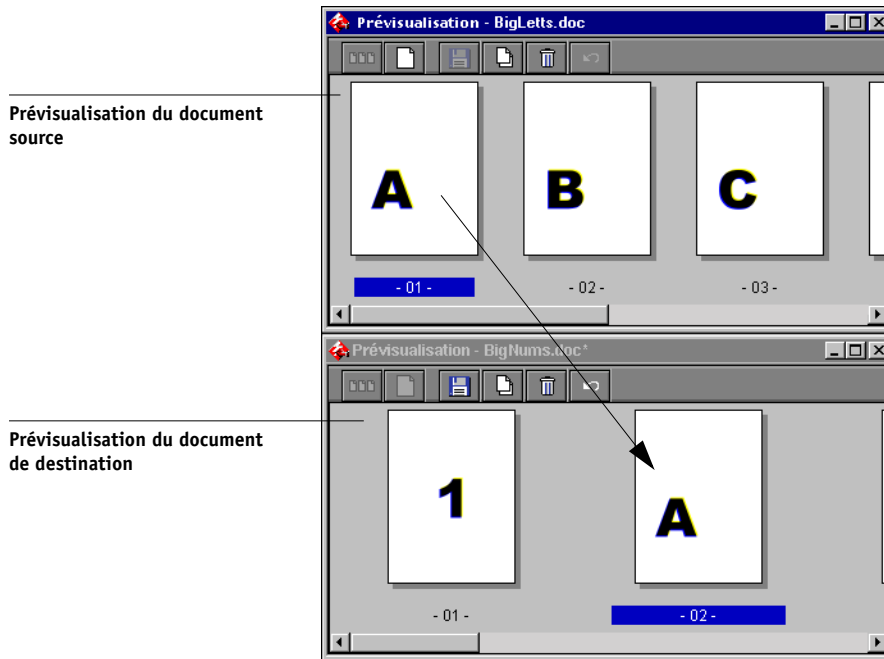 Prévisualisation - BigLetts.doc
Prévisualisation du document
source
A B C
- 01 - - 02 - - 03 -
Prévisualisation - BigNums.doc*
Prévisualisation du document
de destination
1 A
- 01 - - 02 -